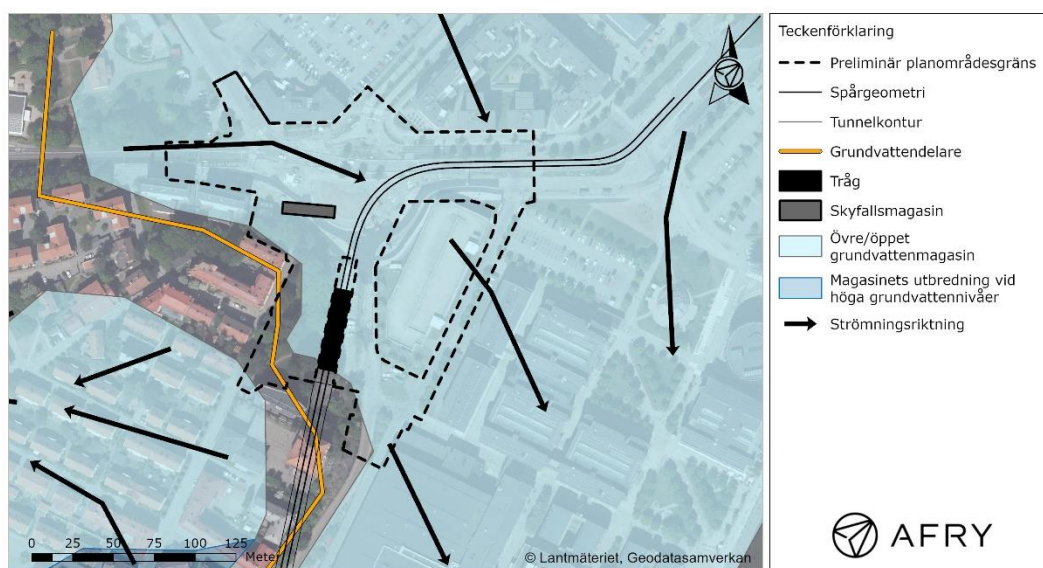 Teckenförklaring
Preliminär planområdesgräns
Spårgeometri
Tunnelkontur
Grundvattendelare
Tråg
Skyfallsmagasin
Övre/öppet
grundvattenmagasin
Magasinets utbredning vid
höga grundvattennivåer
Strömningsriktning
0 25 50 75 100 125
Meter
© Lantmäteriet, Geodatasamverkan
AFRY